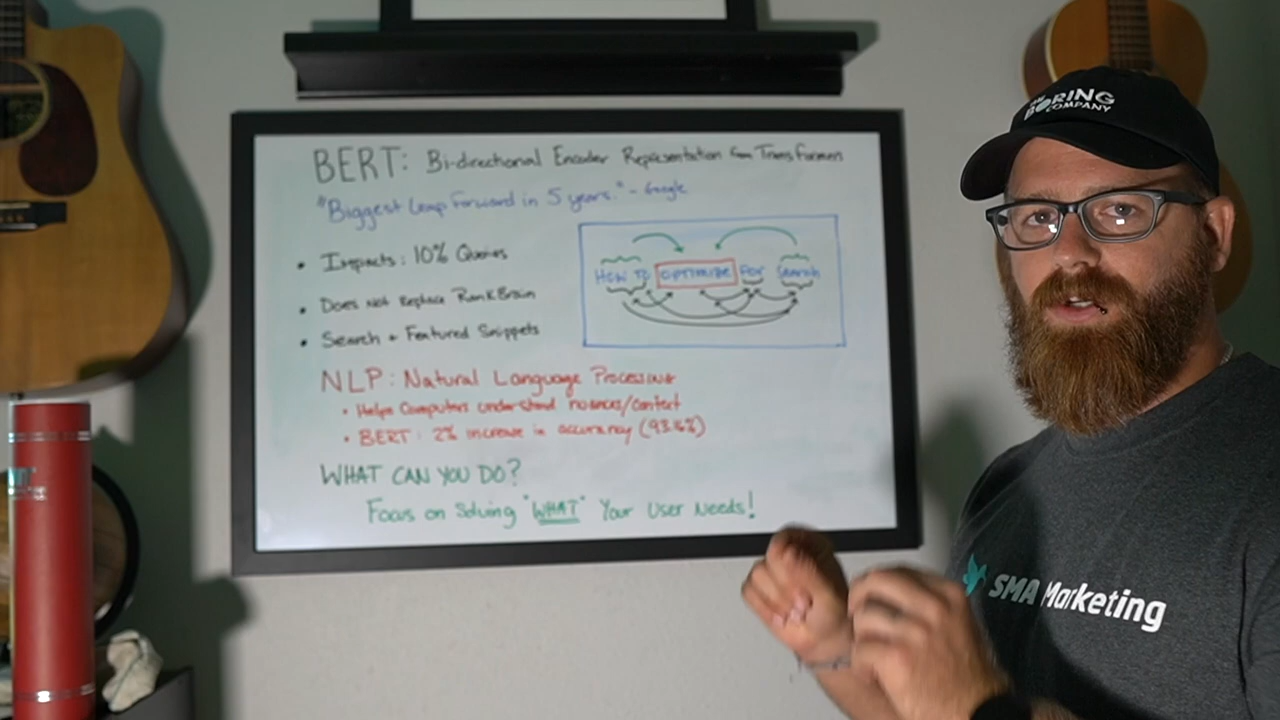 BERT: Bi-directional Encoder Representation from Transformers
"Biggest Leap Forward in 5 years." - Google
• Impacts: 10% Queries
• Does Not Replace RankBrain
• Search + Featured Snippets
How To OPTIMIZE For Search
NLP: Natural Language Processing
• Helps Computers understand nuances/context
• BERT: 2% increase in accuracy (93.2%)
WHAT CAN YOU DO?
Focus on Solving "WHAT" Your User Needs!
BORING
COMPANY
SMA Marketing